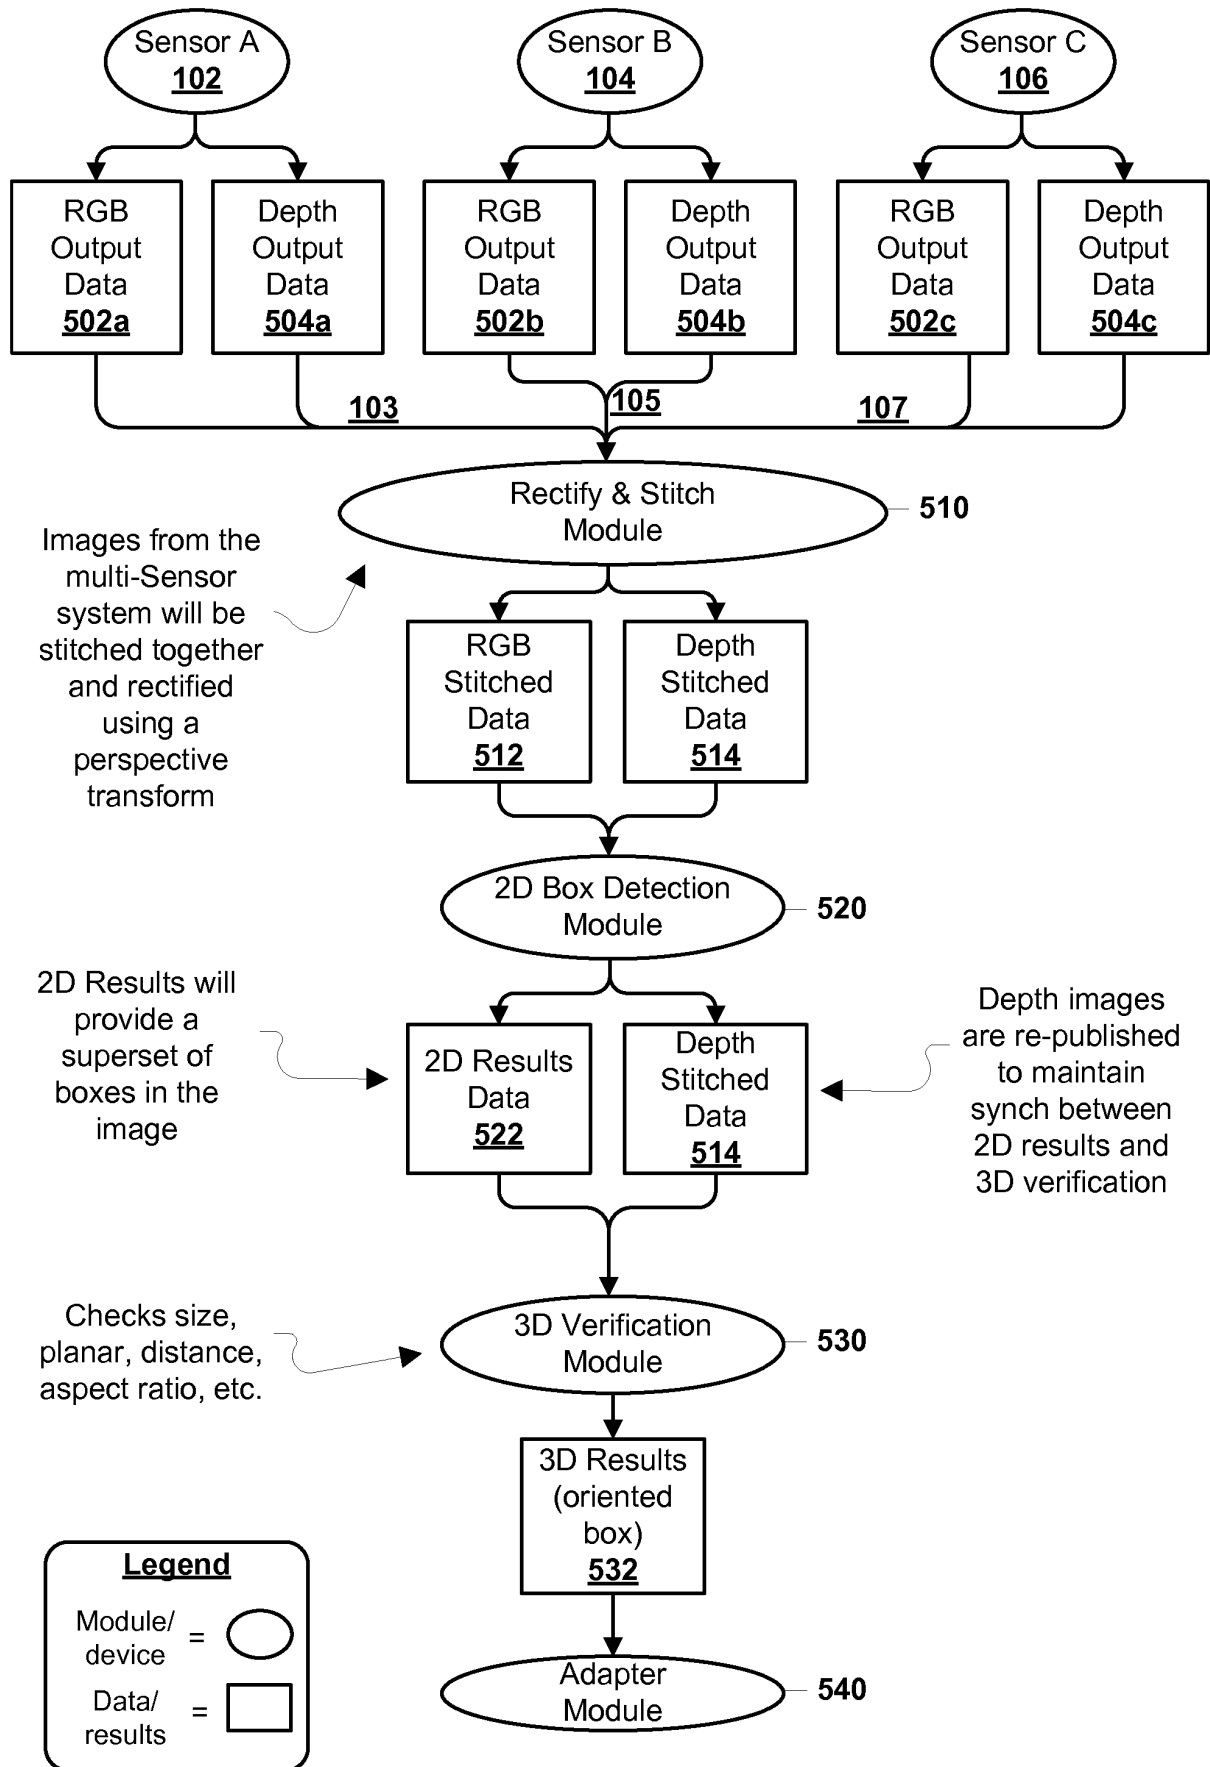 Sensor A
102
Sensor B
104
Sensor C
106
RGB
Output
Data
502a
Depth
Output
Data
504a
RGB
Output
Data
502b
Depth
Output
Data
504b
RGB
Output
Data
502c
Depth
Output
Data
504c
103
105
107
Rectify & Stitch
Module
510
Images from the
multi-Sensor
system will be
stitched together
and rectified
using a
perspective
transform
RGB
Stitched
Data
512
Depth
Stitched
Data
514
2D Box Detection
Module
520
2D Results will
provide a
superset of
boxes in the
image
2D Results
Data
522
Depth
Stitched
Data
514
Depth images
are re-published
to maintain
synch between
2D results and
3D verification
Checks size,
planar, distance,
aspect ratio, etc.
3D Verification
Module
530
3D Results
(oriented
box)
532
Adapter
Module
540
Legend
Module/
device
=
Data/
results
=